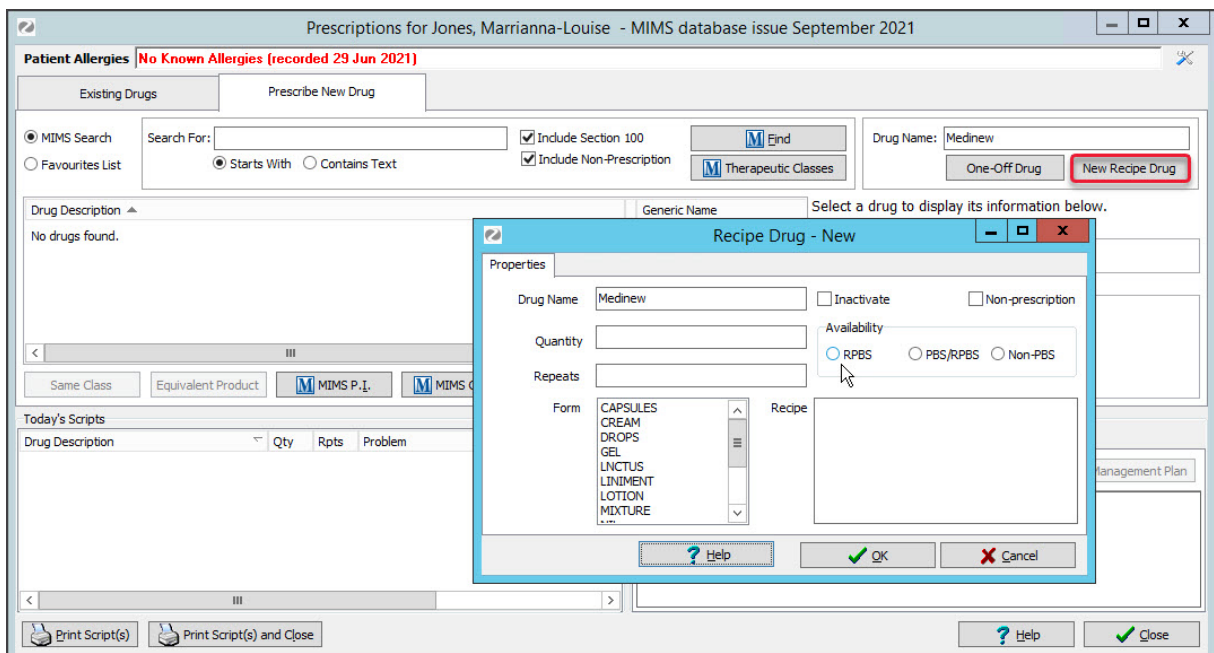 Prescriptions for Jones, Marrianna-Louise - MIMS database issue September 2021
Patient Allergies No Known Allergies (recorded 29 Jun 2021)
Existing Drugs Prescribe New Drug
MIMS Search Search For: Include Section 100 Find Drug Name: Medinew
Favourites List Starts With Contains Text Include Non-Prescription Therapeutic Classes One-Off Drug New Recipe Drug
Drug Description Generic Name Select a drug to display its information below.
No drugs found.
Same Class Equivalent Product MIMS P.I. MIMS
Today's Scripts
Drug Description Qty Rpts Problem
Management Plan
Recipe Drug - New
Properties
Drug Name Medinew Inactivate Non-prescription
Quantity Availability
RPBS PBS/RPBS Non-PBS
Repeats
Form CAPSULES Recipe
CREAM
DROPS
GEL
LNCTUS
LINIMENT
LOTION
MIXTURE
? Help OK Cancel
Print Script(s) Print Script(s) and Close ? Help Close